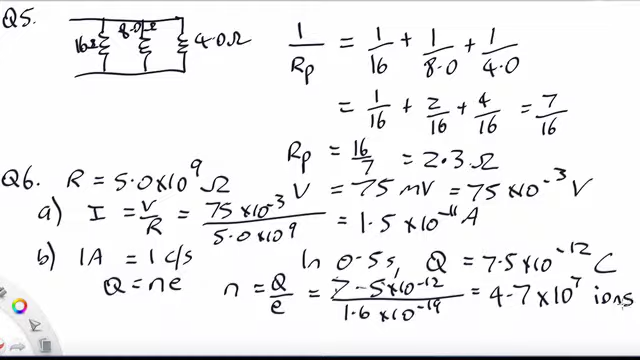 Q5.
16Ω 8.0Ω 4.0Ω
1/Rp = 1/16 + 1/8.0 + 1/4.0
= 1/16 + 2/16 + 4/16 = 7/16
Rp = 16/7 = 2.3 Ω
Q6. R = 5.0×10⁹ Ω V = 75 mV = 75×10⁻³ V
a) I = V/R = 75×10⁻³/5.0×10⁹ = 1.5×10⁻¹¹ A
b) 1A = 1 C/s In 0.5s, Q = 7.5×10⁻¹² C
Q = ne n = Q/e = 7.5×10⁻¹²/1.6×10⁻¹⁹ = 4.7×10⁷ ions